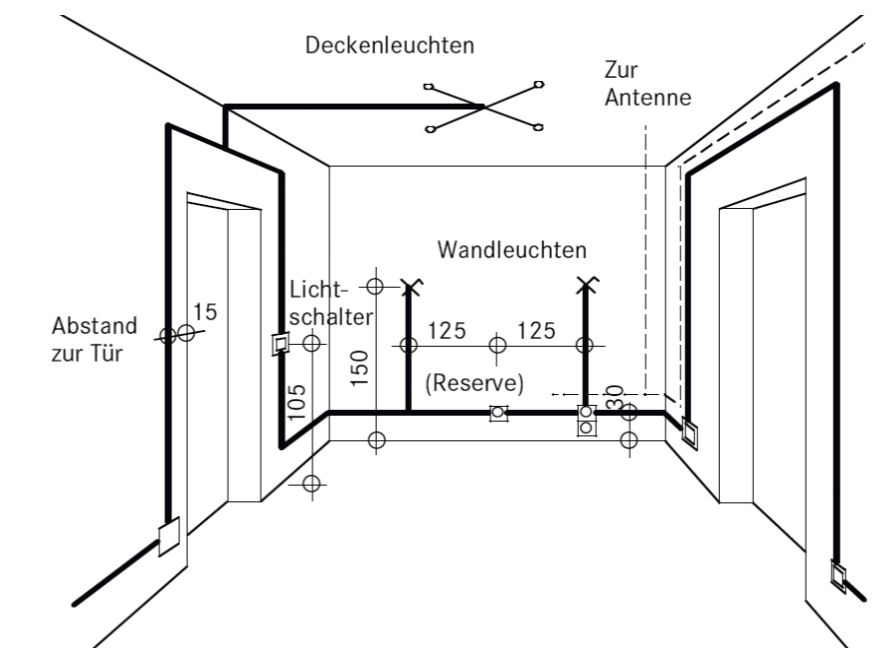 Deckenleuchten
Zur
Antenne
Wandleuchten
Licht-
schalter
15
Abstand
zur Tür
125
125
150
(Reserve)
105
30